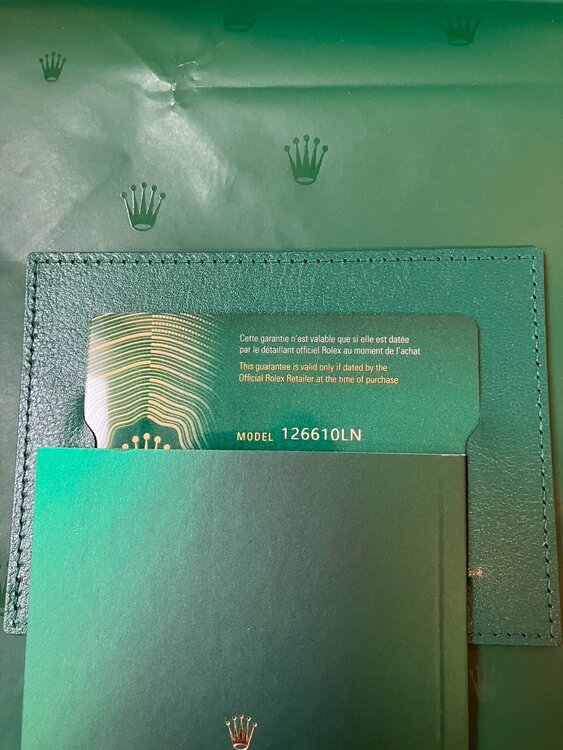 Cette garantie n'est valable que si elle est datée
par le détaillant officiel Rolex au moment de l'achat
This guarantee is valid only if dated by the
Official Rolex Retailer at the time of purchase
MODEL 126610LN